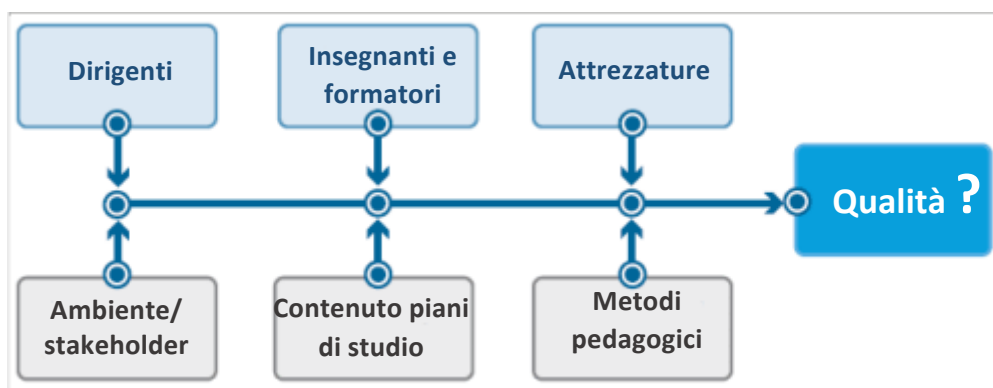 Dirigenti
Insegnanti e
formatori
Attrezzature
Qualità ?
Ambiente/
stakeholder
Contenuto piani
di studio
Metodi
pedagogici